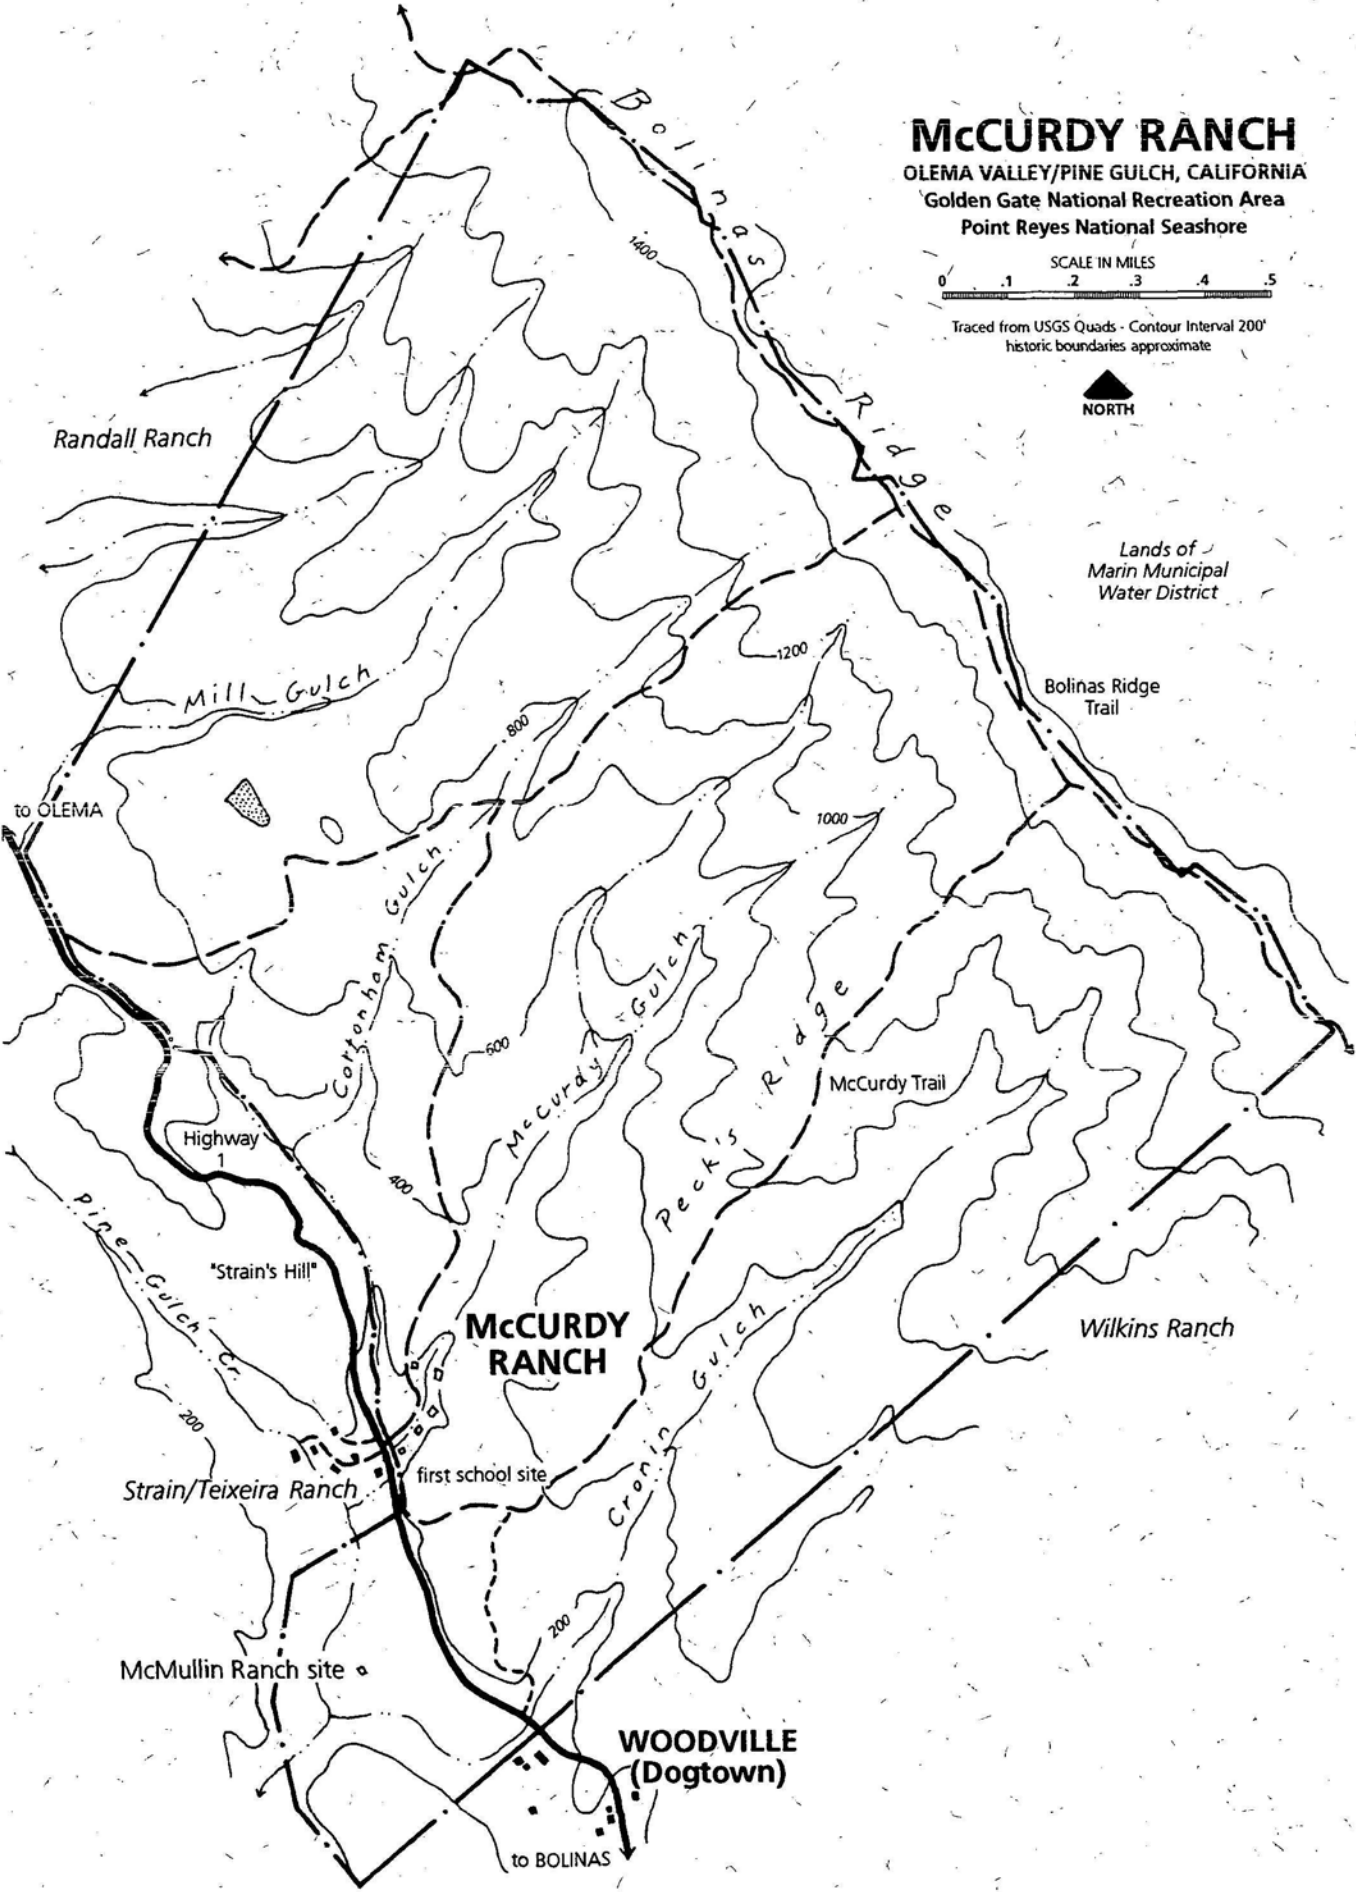 McCURDY RANCH
OLEMA VALLEY/PINE GULCH, CALIFORNIA
Golden Gate National Recreation Area
Point Reyes National Seashore
SCALE IN MILES
0 .1 .2 .3 .4 .5
Traced from USGS Quads - Contour Interval 200'
historic boundaries approximate
NORTH
Bolinas Ridge
1400
Randall Ranch
Lands of
Marin Municipal
Water District
1200
Mill Gulch
Bolinas Ridge
Trail
800
to OLEMA
1000
Cottonham Gulch
McCurdy Gulch
600
Peck's Ridge
McCurdy Trail
Highway
1
400
Pine Gulch Cr.
"Strain's Hill"
McCURDY
RANCH
Wilkins Ranch
Cronin Gulch
200
first school site
Strain/Teixeira Ranch
200
McMullin Ranch site
WOODVILLE
(Dogtown)
to BOLINAS